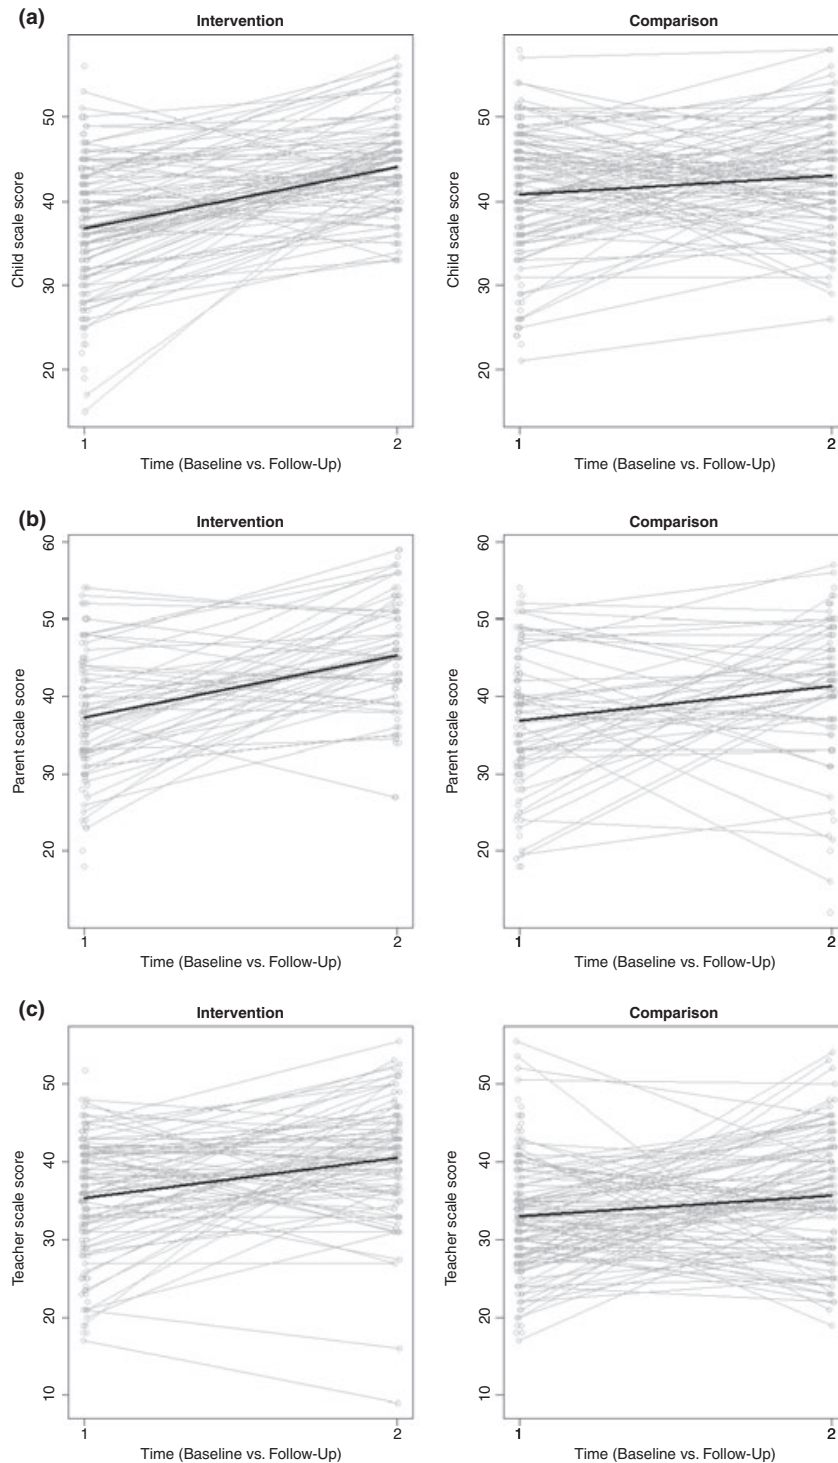 (a)
Intervention
Comparison
Child scale score
50
40
30
20
1
2
Time (Baseline vs. Follow-Up)
Child scale score
50
40
30
20
1
2
Time (Baseline vs. Follow-Up)
(b)
Intervention
Comparison
Parent scale score
60
50
40
30
20
1
2
Time (Baseline vs. Follow-Up)
Parent scale score
60
50
40
30
20
1
2
Time (Baseline vs. Follow-Up)
(c)
Intervention
Comparison
Teacher scale score
50
40
30
20
10
1
2
Time (Baseline vs. Follow-Up)
Teacher scale score
50
40
30
20
10
1
2
Time (Baseline vs. Follow-Up)